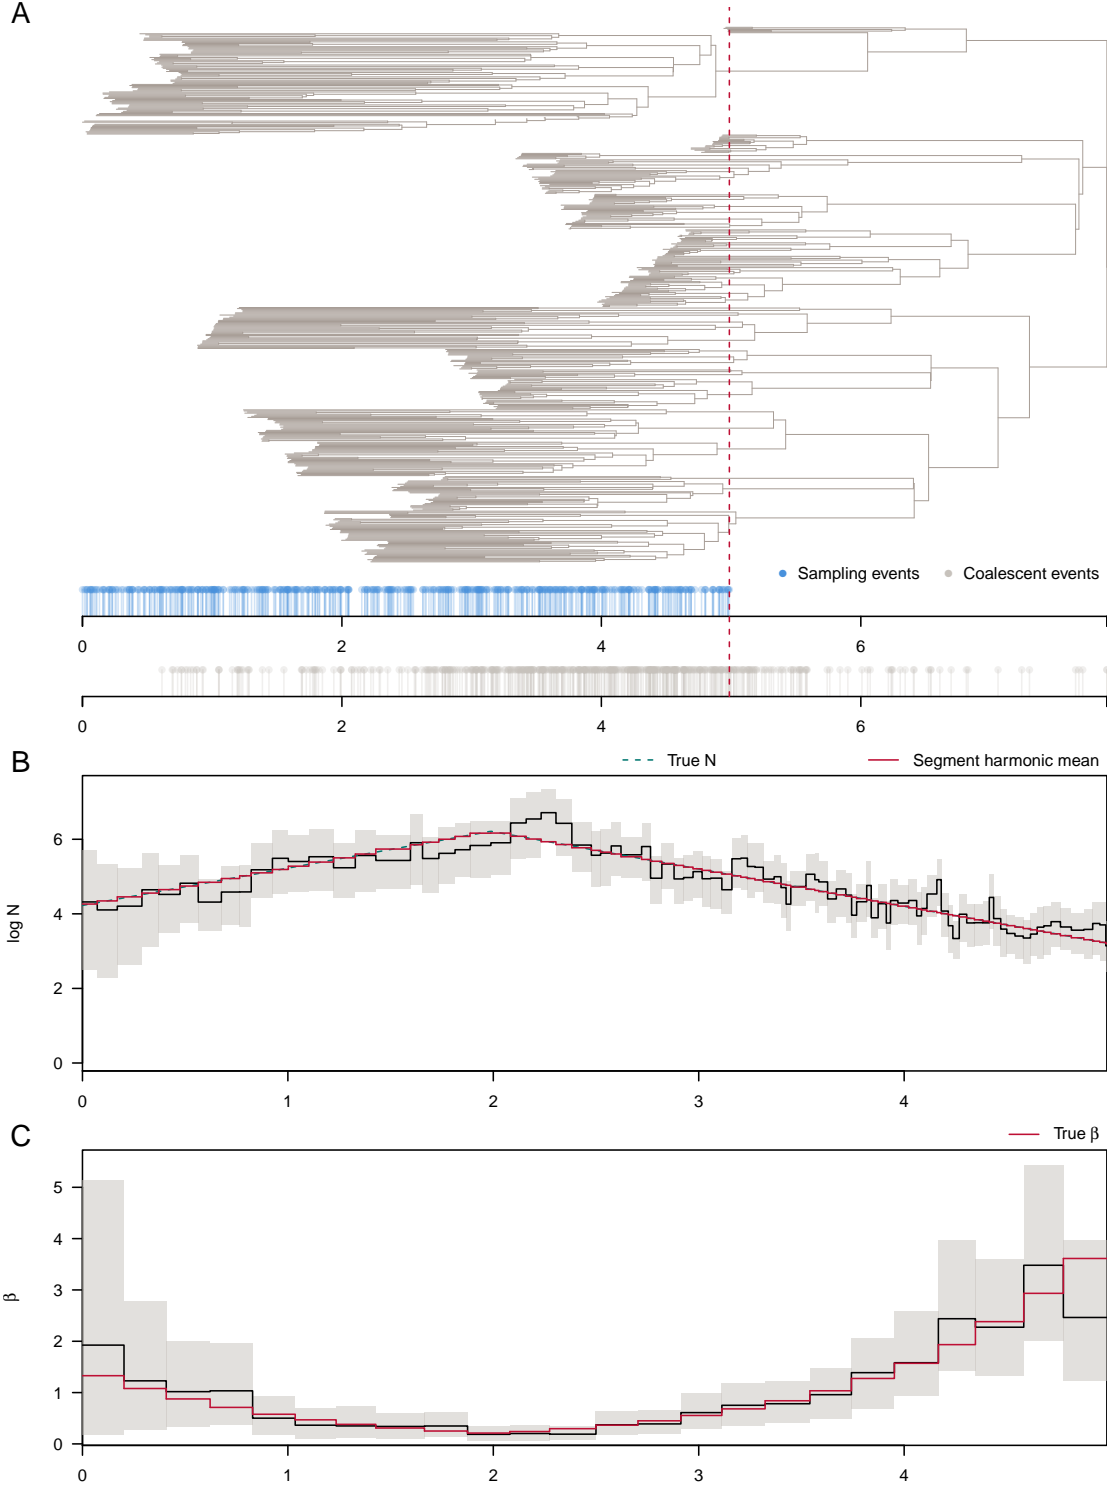 A
Sampling events
Coalescent events
0 2 4 6
0 2 4 6
B
True N
Segment harmonic mean
log N
6
4
2
0
0 1 2 3 4
C
True β
β
5
4
3
2
1
0
0 1 2 3 4